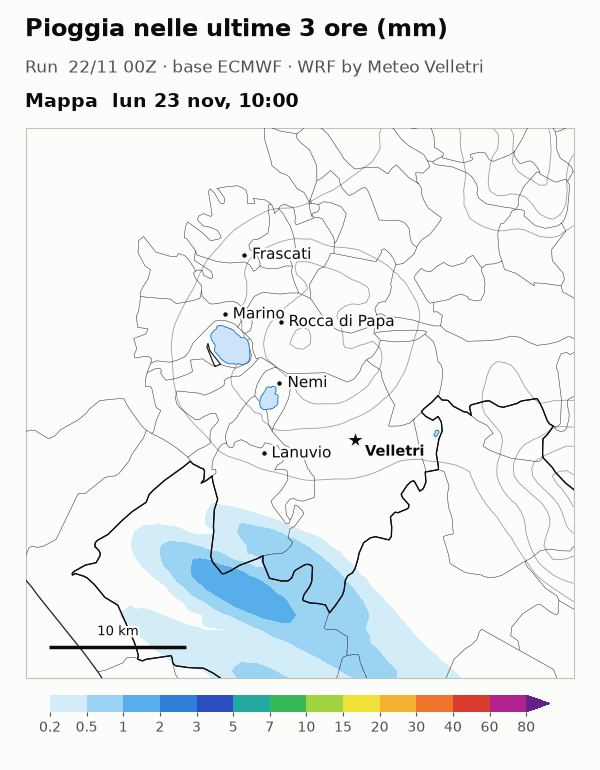 Pioggia nelle ultime 3 ore (mm)
Run  22/11 00Z · base ECMWF · WRF by Meteo Velletri
Mappa  lun 23 nov, 10:00
Frascati
Marino
Rocca di Papa
Nemi
Velletri
Lanuvio
10 km
0.2 0.5 1 2 3 5 7 10 15 20 30 40 60 80